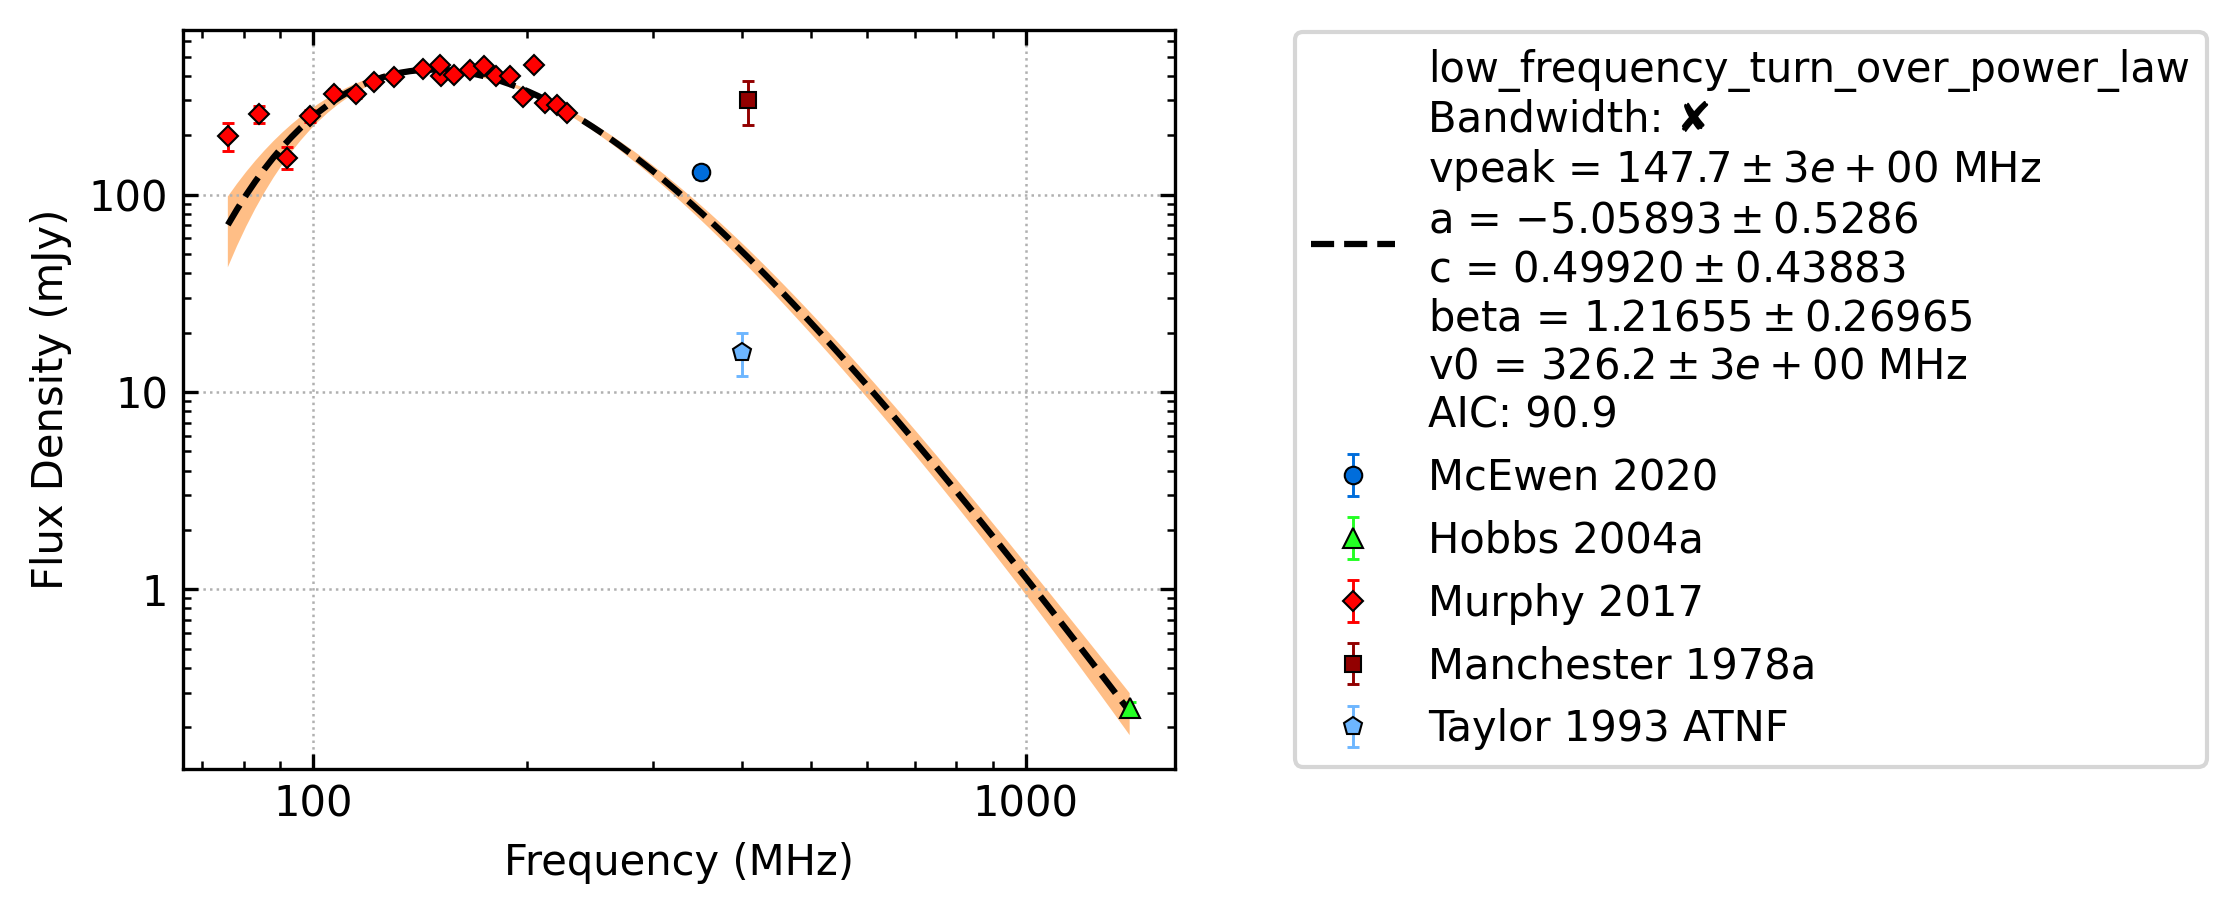 Flux Density (mJy)
100
10
1
100
1000
Frequency (MHz)
low_frequency_turn_over_power_law
Bandwidth: ✘
vpeak = 147.7 ± 3e + 00 MHz
a = −5.05893 ± 0.5286
c = 0.49920 ± 0.43883
beta = 1.21655 ± 0.26965
v0 = 326.2 ± 3e + 00 MHz
AIC: 90.9
McEwen 2020
Hobbs 2004a
Murphy 2017
Manchester 1978a
Taylor 1993 ATNF